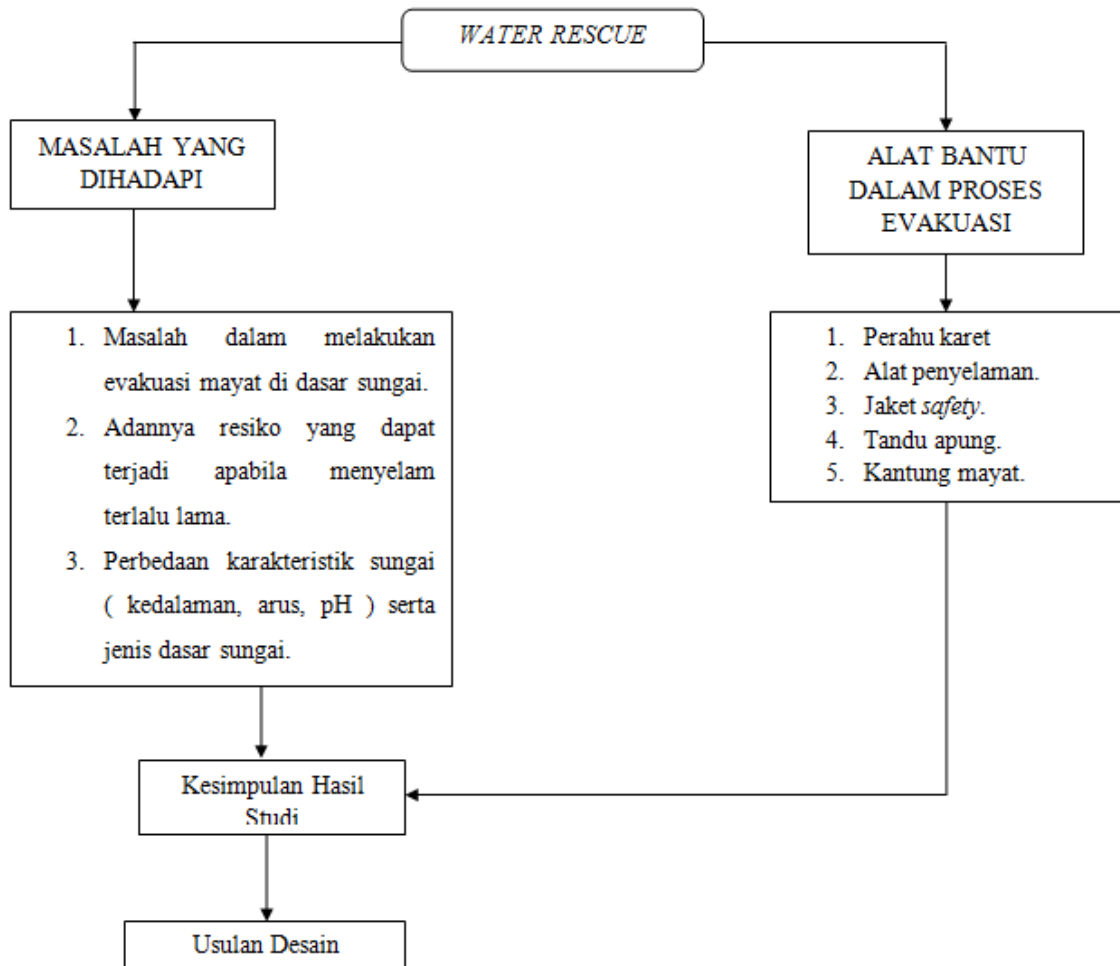 WATER RESCUE
MASALAH YANG
DIHADAPI
ALAT BANTU
DALAM PROSES
EVAKUASI
1. Masalah dalam melakukan
evakuasi mayat di dasar sungai.
2. Adannya resiko yang dapat
terjadi apabila menyelam
terlalu lama.
3. Perbedaan karakteristik sungai
( kedalaman, arus, pH ) serta
jenis dasar sungai.
1. Perahu karet
2. Alat penyelaman.
3. Jaket safety.
4. Tandu apung.
5. Kantung mayat.
Kesimpulan Hasil
Studi
Usulan Desain